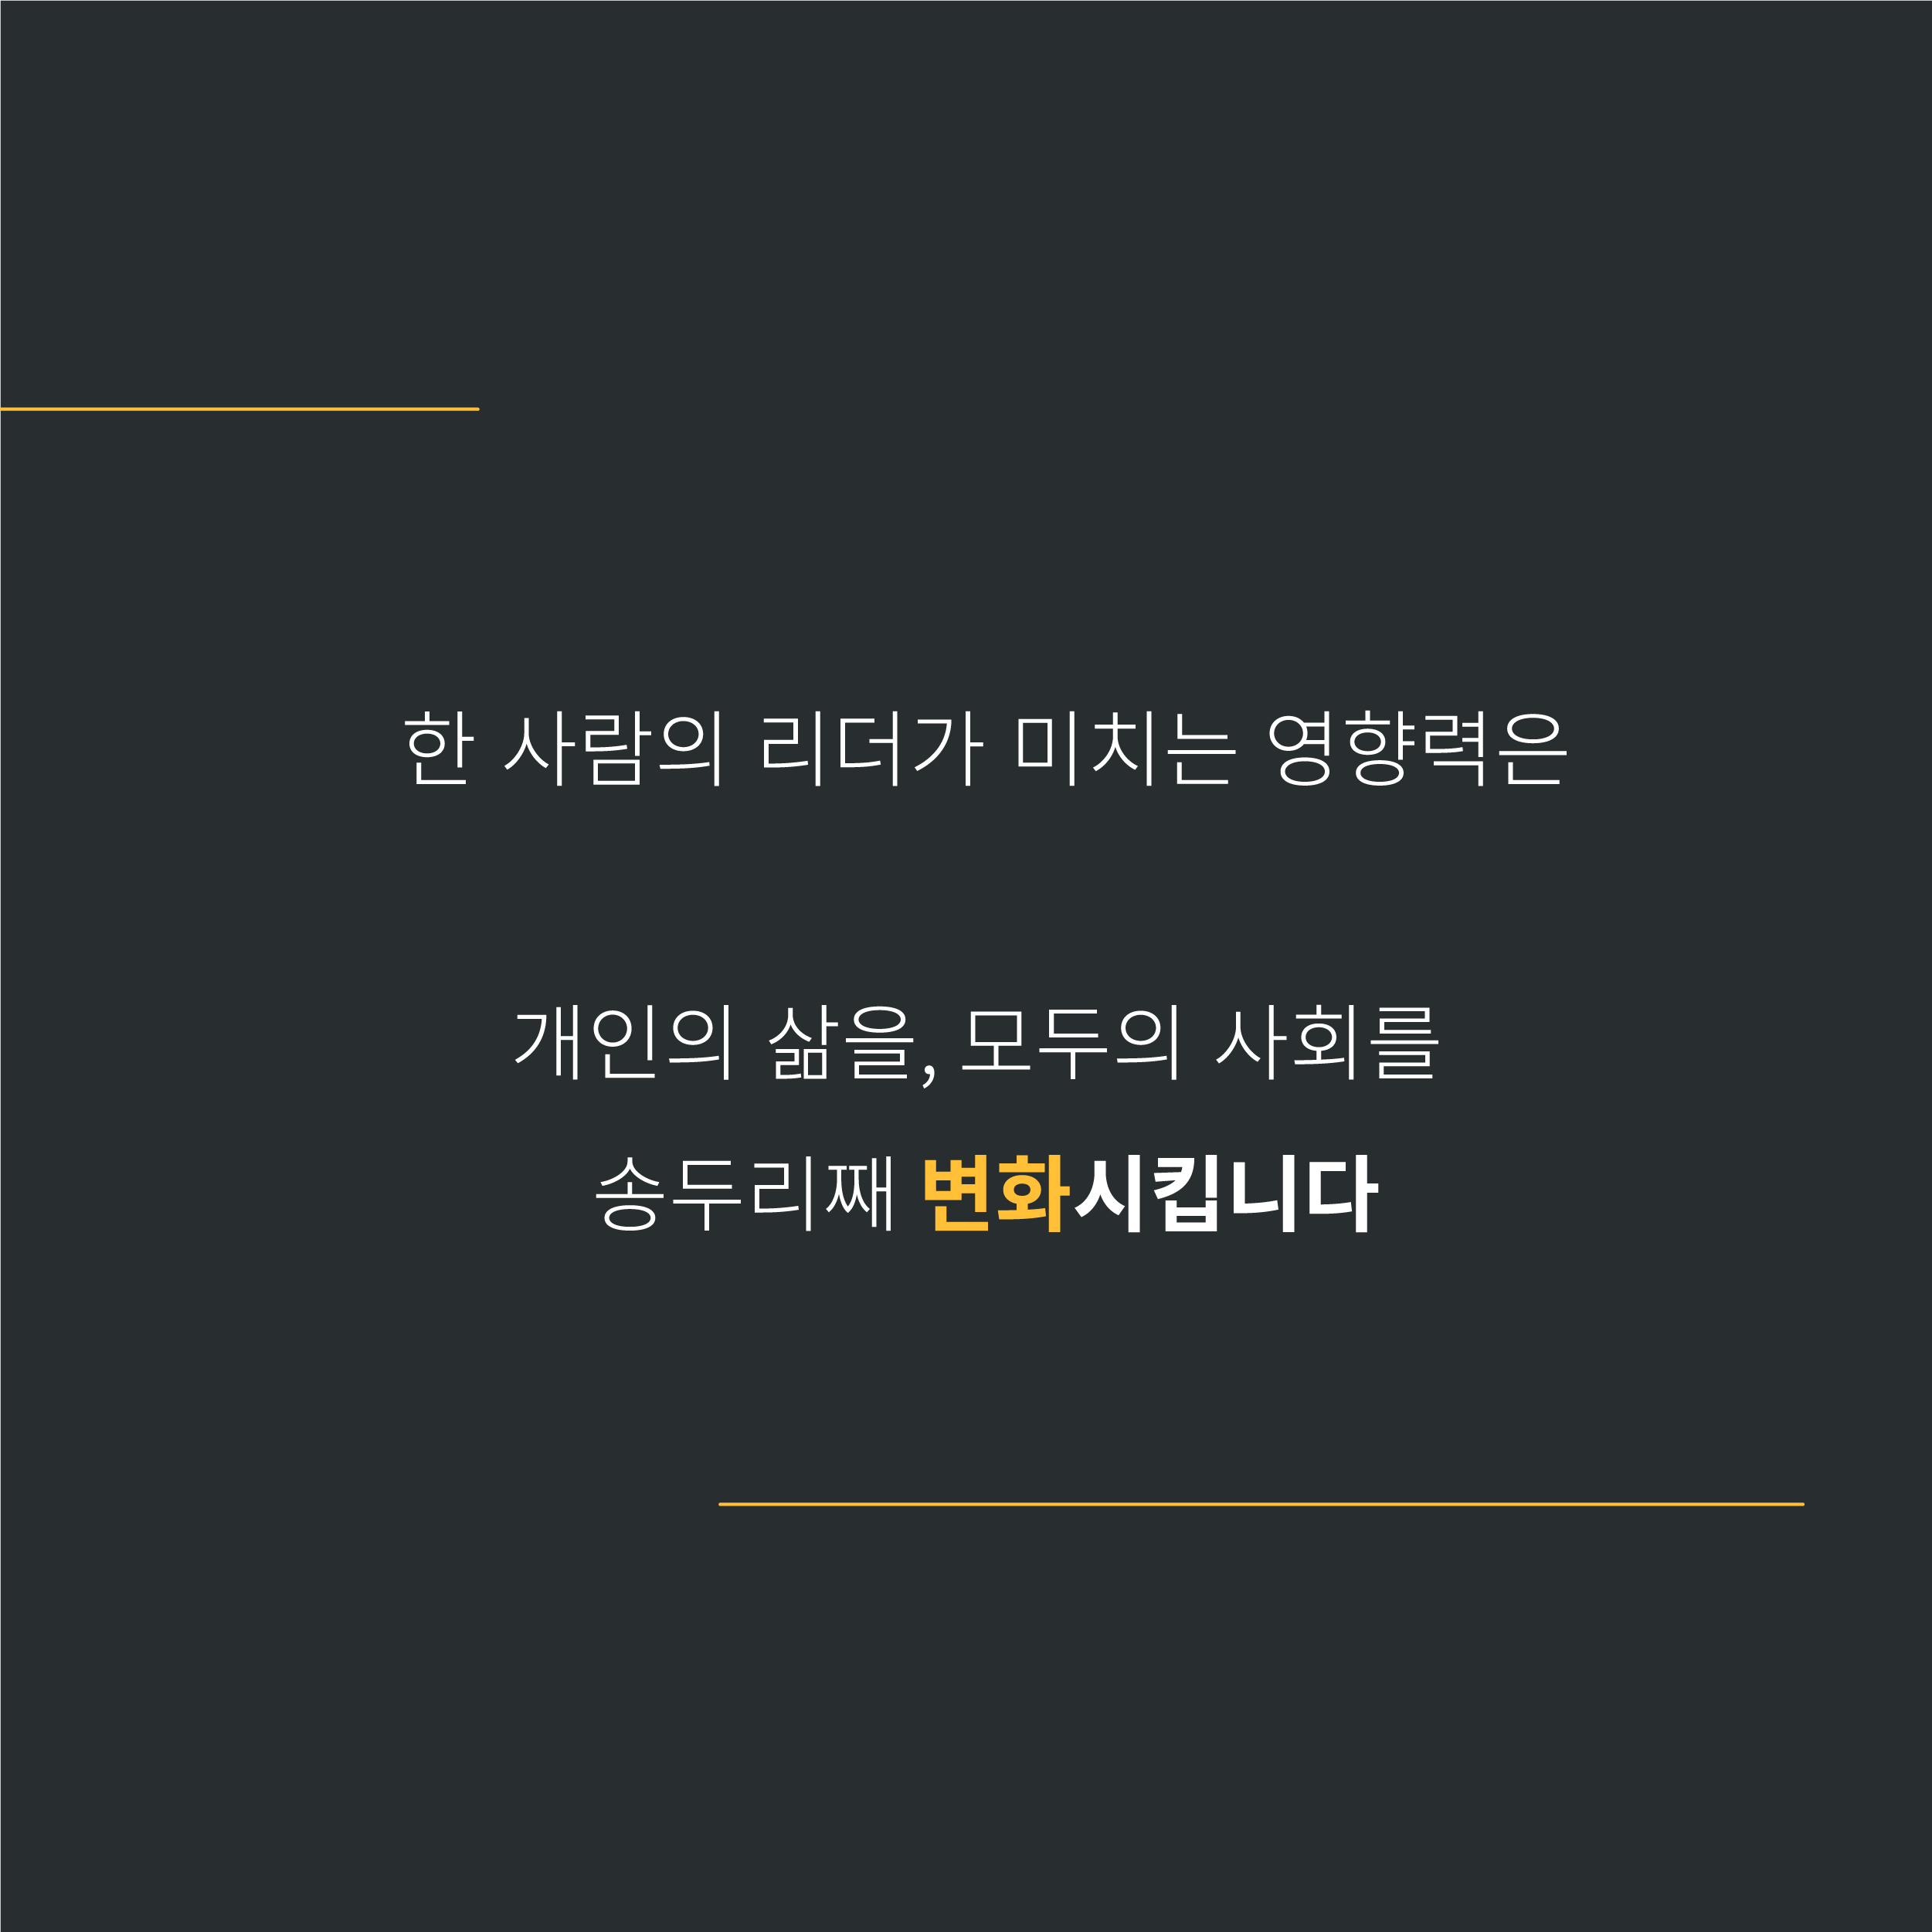 한 사람의 리더가 미치는 영향력은
개인의 삶을, 모두의 사회를
송두리째 변화시킵니다